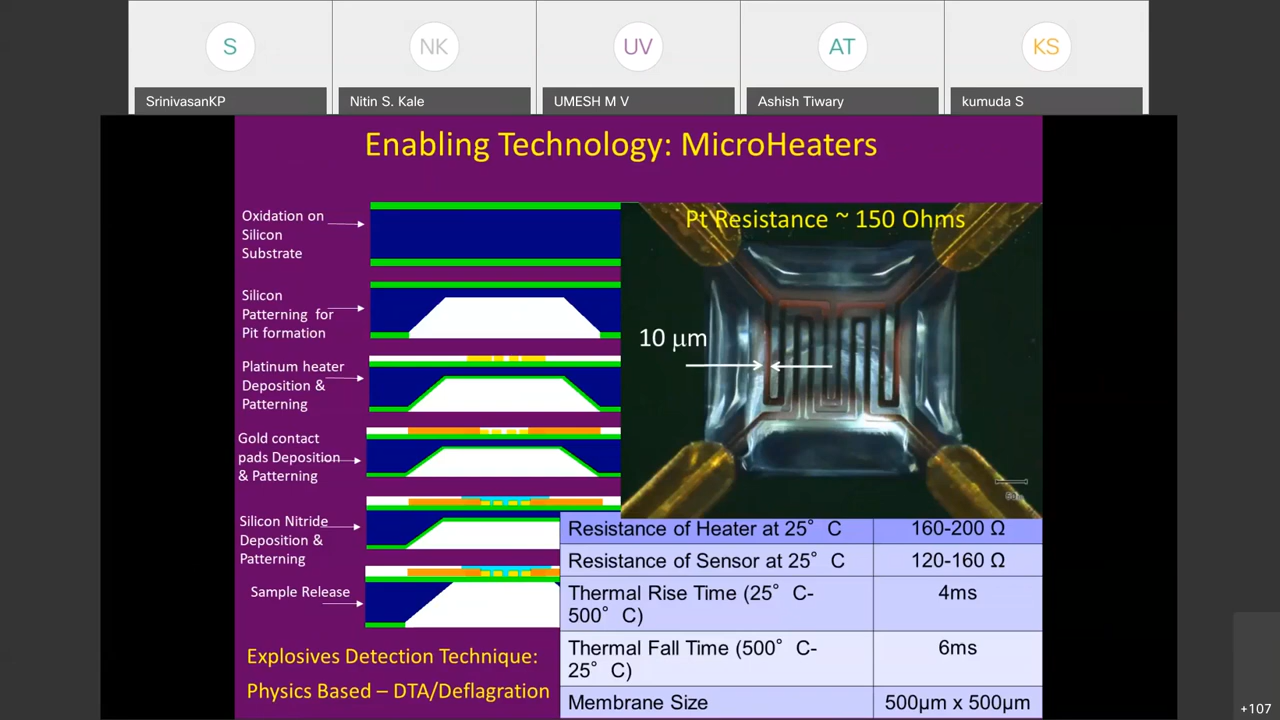 S
NK
UV
AT
KS
SrinivasanKP
Nitin S. Kale
UMESH M V
Ashish Tiwary
kumuda S
Enabling Technology: MicroHeaters
Oxidation on
Silicon
Substrate
Silicon
Patterning for
Pit formation
Platinum heater
Deposition &
Patterning
Gold contact
pads Deposition
& Patterning
Silicon Nitride
Deposition &
Patterning
Sample Release
Explosives Detection Technique:
Physics Based – DTA/Deflagration
Pt Resistance ~ 150 Ohms
10 μm
Resistance of Heater at 25° C 160-200 Ω
Resistance of Sensor at 25° C 120-160 Ω
Thermal Rise Time (25° C- 4ms
500° C)
Thermal Fall Time (500° C- 6ms
25° C)
Membrane Size 500μm x 500μm
+107